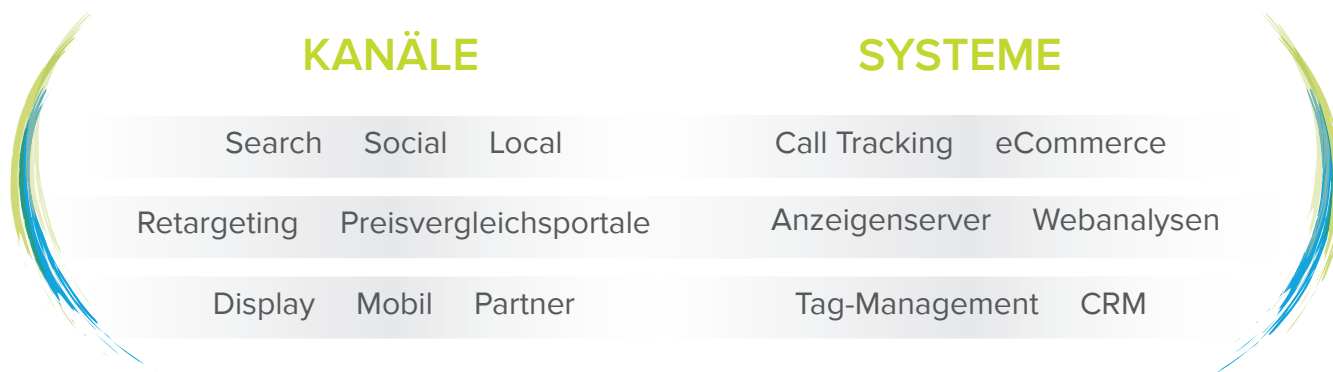 KANÄLE
Search Social Local
Retargeting Preisvergleichsportale
Display Mobil Partner
SYSTEME
Call Tracking eCommerce
Anzeigenserver Webanalysen
Tag-Management CRM